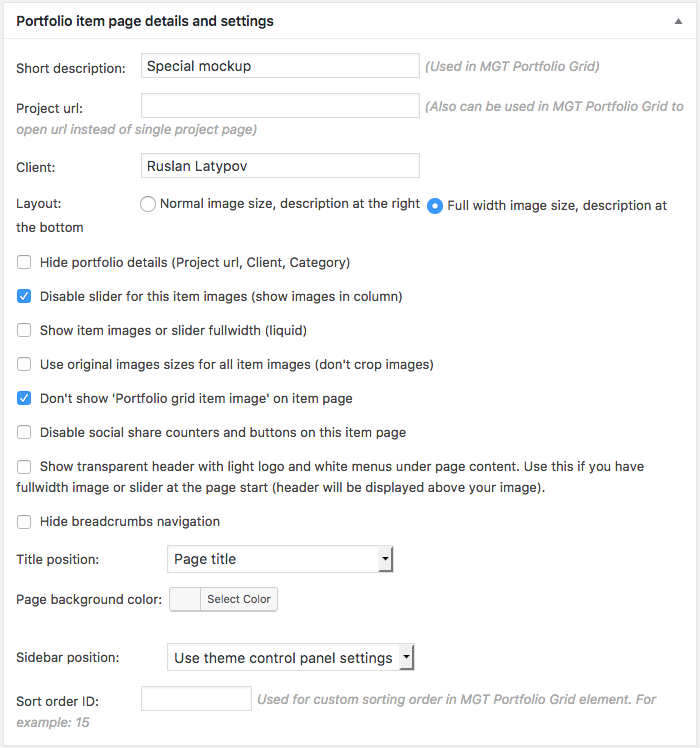 Portfolio item page details and settings
Short description: Special mockup (Used in MGT Portfolio Grid)
Project url: (Also can be used in MGT Portfolio Grid to
open url instead of single project page)
Client: Ruslan Latypov
Layout: Normal image size, description at the right Full width image size, description at
the bottom
Hide portfolio details (Project url, Client, Category)
Disable slider for this item images (show images in column)
Show item images or slider fullwidth (liquid)
Use original images sizes for all item images (don't crop images)
Don't show 'Portfolio grid item image' on item page
Disable social share counters and buttons on this item page
Show transparent header with light logo and white menus under page content. Use this if you have
fullwidth image or slider at the page start (header will be displayed above your image).
Hide breadcrumbs navigation
Title position: Page title
Page background color: Select Color
Sidebar position: Use theme control panel settings
Sort order ID: Used for custom sorting order in MGT Portfolio Grid element. For
example: 15